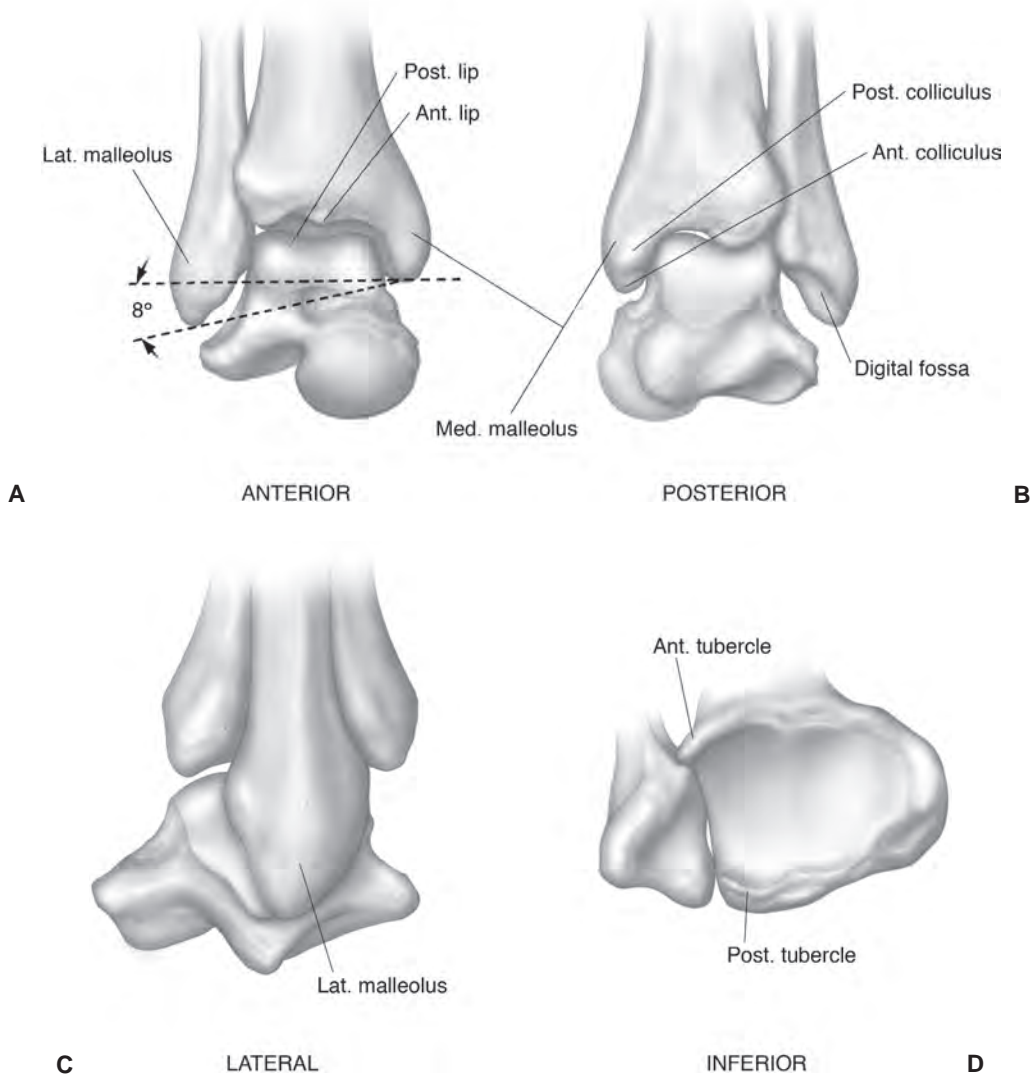 Post. lip
Ant. lip
Lat. malleolus
8°
Post. colliculus
Ant. colliculus
Digital fossa
Med. malleolus
A
ANTERIOR
POSTERIOR
B
Ant. tubercle
Post. tubercle
Lat. malleolus
C
LATERAL
INFERIOR
D